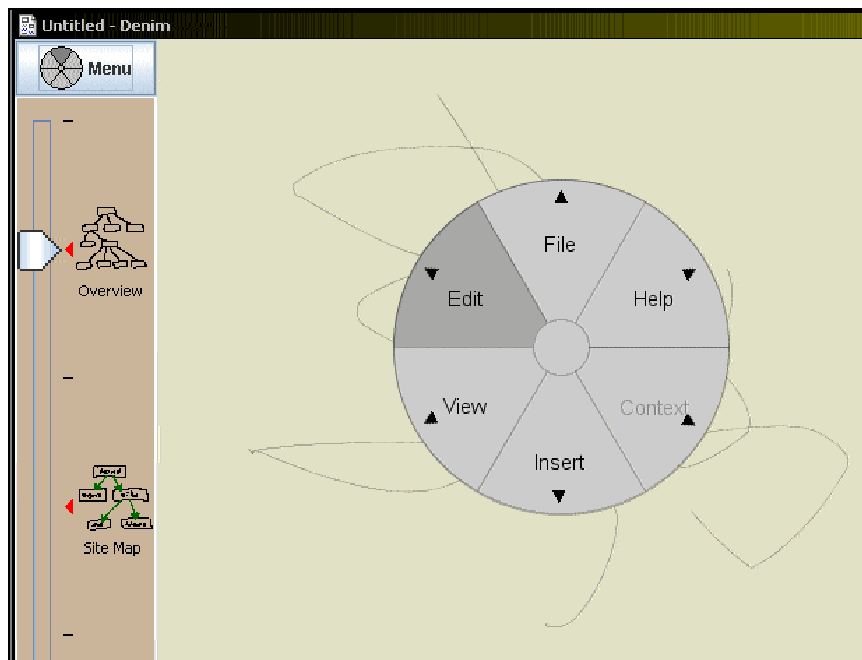 Untitled - Denim
Menu
File
Edit
Help
Overview
View
Context
Insert
Site Map